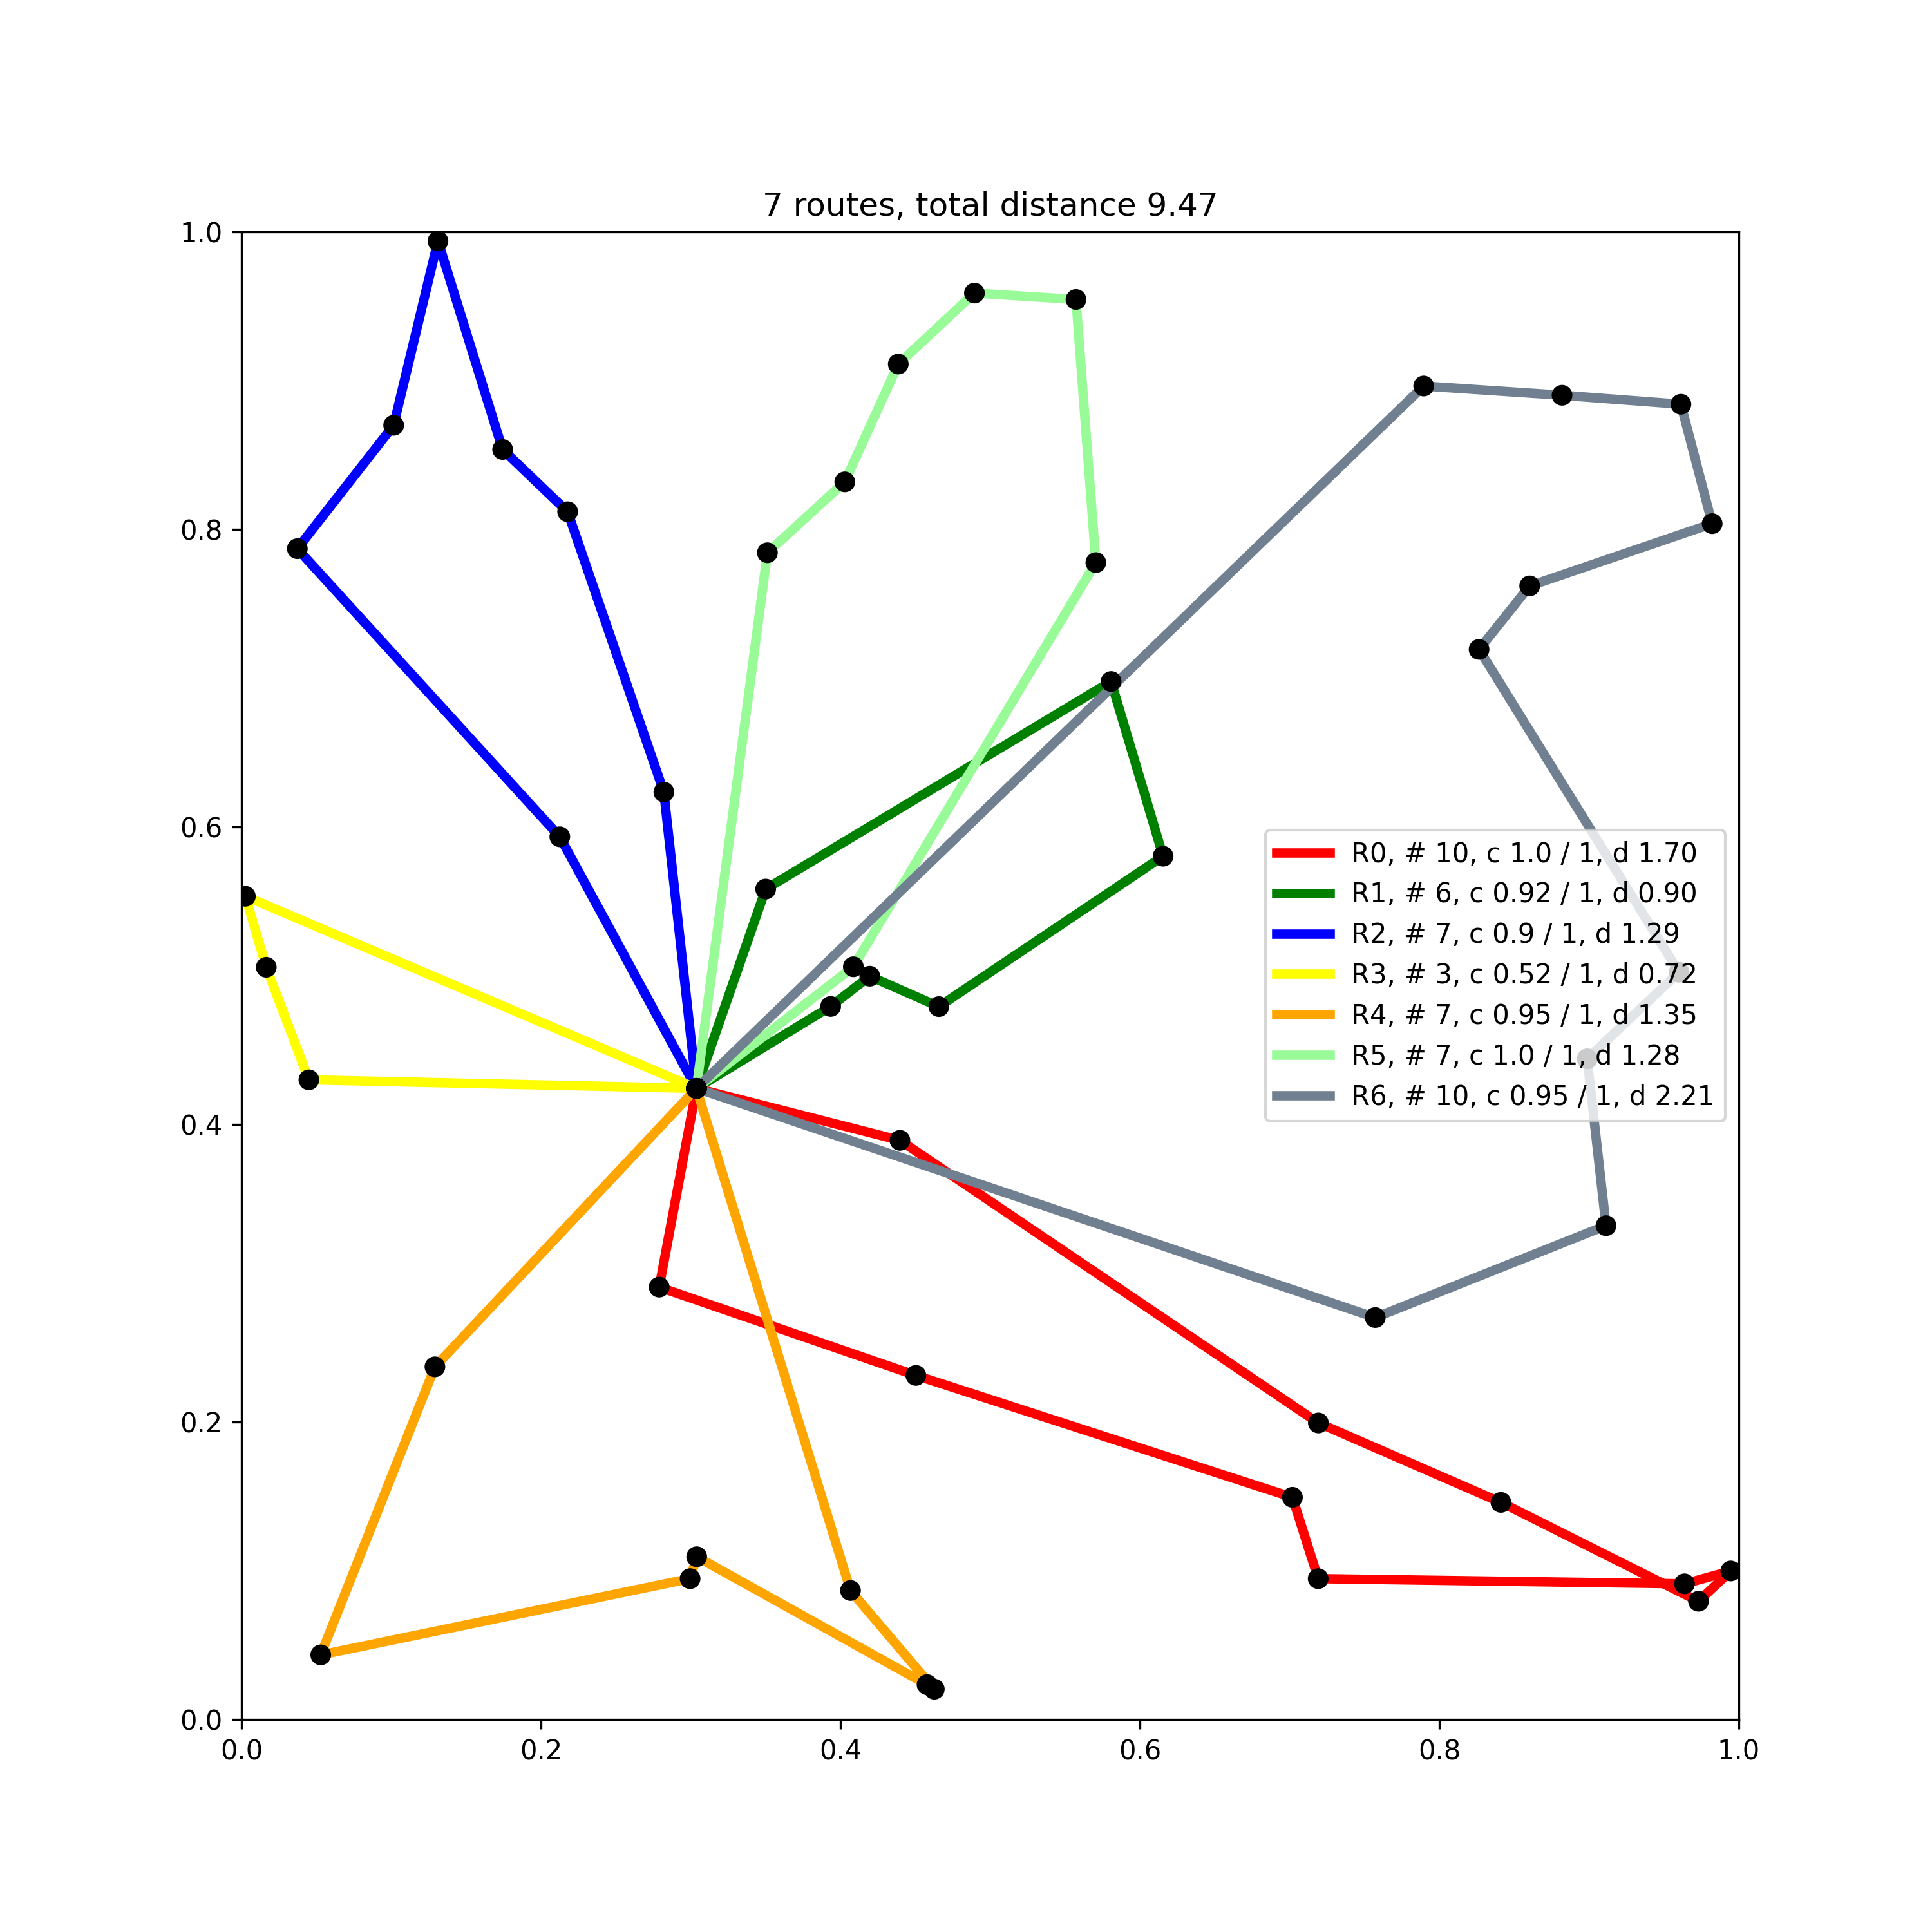 7 routes, total distance 9.47
1.0
0.8
0.6
0.4
0.2
0.0
0.0 0.2 0.4 0.6 0.8 1.0
R0, # 10, c 1.0 / 1, d 1.70
R1, # 6, c 0.92 / 1, d 0.90
R2, # 7, c 0.9 / 1, d 1.29
R3, # 3, c 0.52 / 1, d 0.72
R4, # 7, c 0.95 / 1, d 1.35
R5, # 7, c 1.0 / 1, d 1.28
R6, # 10, c 0.95 / 1, d 2.21